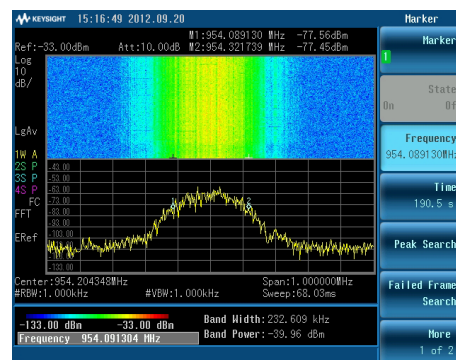 KEYSIGHT 15:16:49 2012.09.20
Marker
M1:954.089130 MHz -77.56dBm
Ref:-33.00dBm Att:10.00dB M2:954.321739 MHz -77.45dBm
Log
10
dB/
LgAv
1W A
2S P
3S P
4S P
FC
FFT
ERef
-43.00
-53.00
-63.00
-73.00
-83.00
-93.00
-103.00
-133.00
1
2
Center:954.204348MHz Span:1.000000MHz
#RBW:1.000kHz #VBW:1.000kHz Sweep:68.03ms
-133.00 dBm -33.00 dBm
Band Width:232.609 kHz
Band Power:-39.96 dBm
Frequency 954.091304 MHz
Marker
1
State
On Off
Frequency
954.089130MHz
Time
190.5 s
Peak Search
Failed Frame
Search
More
1 of 2